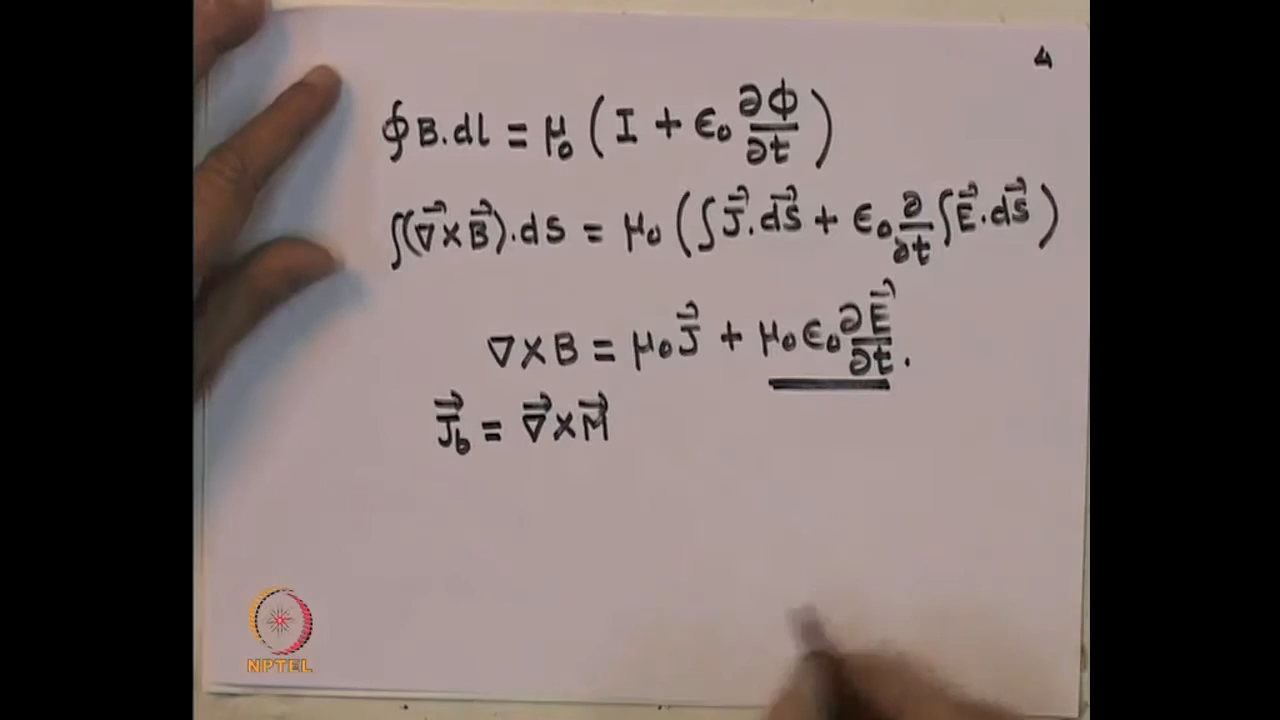 4
∮B.dl = μ₀ ( I + ε₀ ∂Φ/∂t )
∫(∇⃗×B⃗).ds = μ₀ ( ∫J⃗.dS⃗ + ε₀ ∂/∂t ∫E⃗.dS⃗ )
∇×B = μ₀J⃗ + μ₀ε₀ ∂E⃗/∂t.
J⃗b = ∇⃗×M⃗
NPTEL